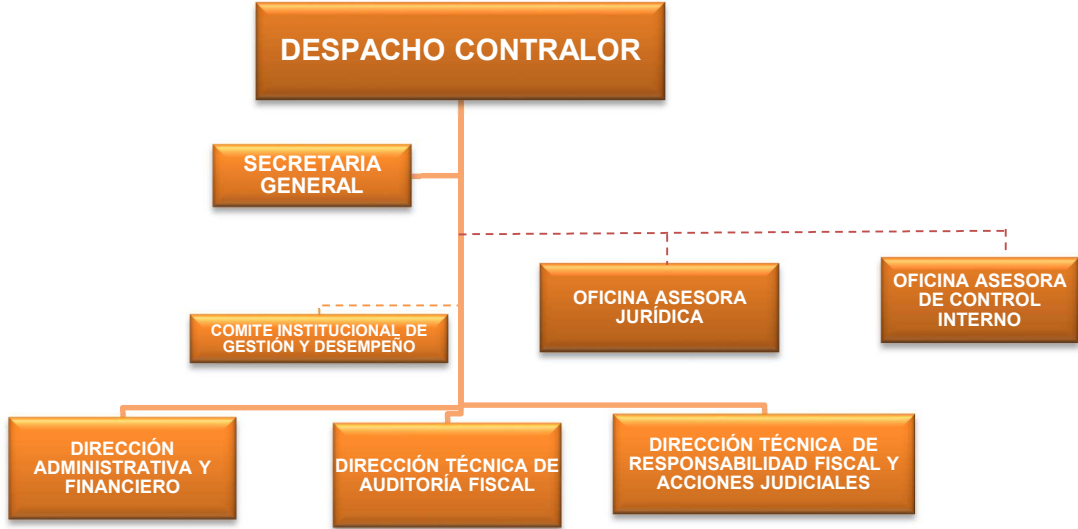 DESPACHO CONTRALOR
SECRETARIA
GENERAL
OFICINA ASESORA
JURÍDICA
OFICINA ASESORA
DE CONTROL
INTERNO
COMITE INSTITUCIONAL DE
GESTIÓN Y DESEMPEÑO
DIRECCIÓN
ADMINISTRATIVA Y
FINANCIERO
DIRECCIÓN TÉCNICA DE
AUDITORÍA FISCAL
DIRECCIÓN TÉCNICA DE
RESPONSABILIDAD FISCAL Y
ACCIONES JUDICIALES